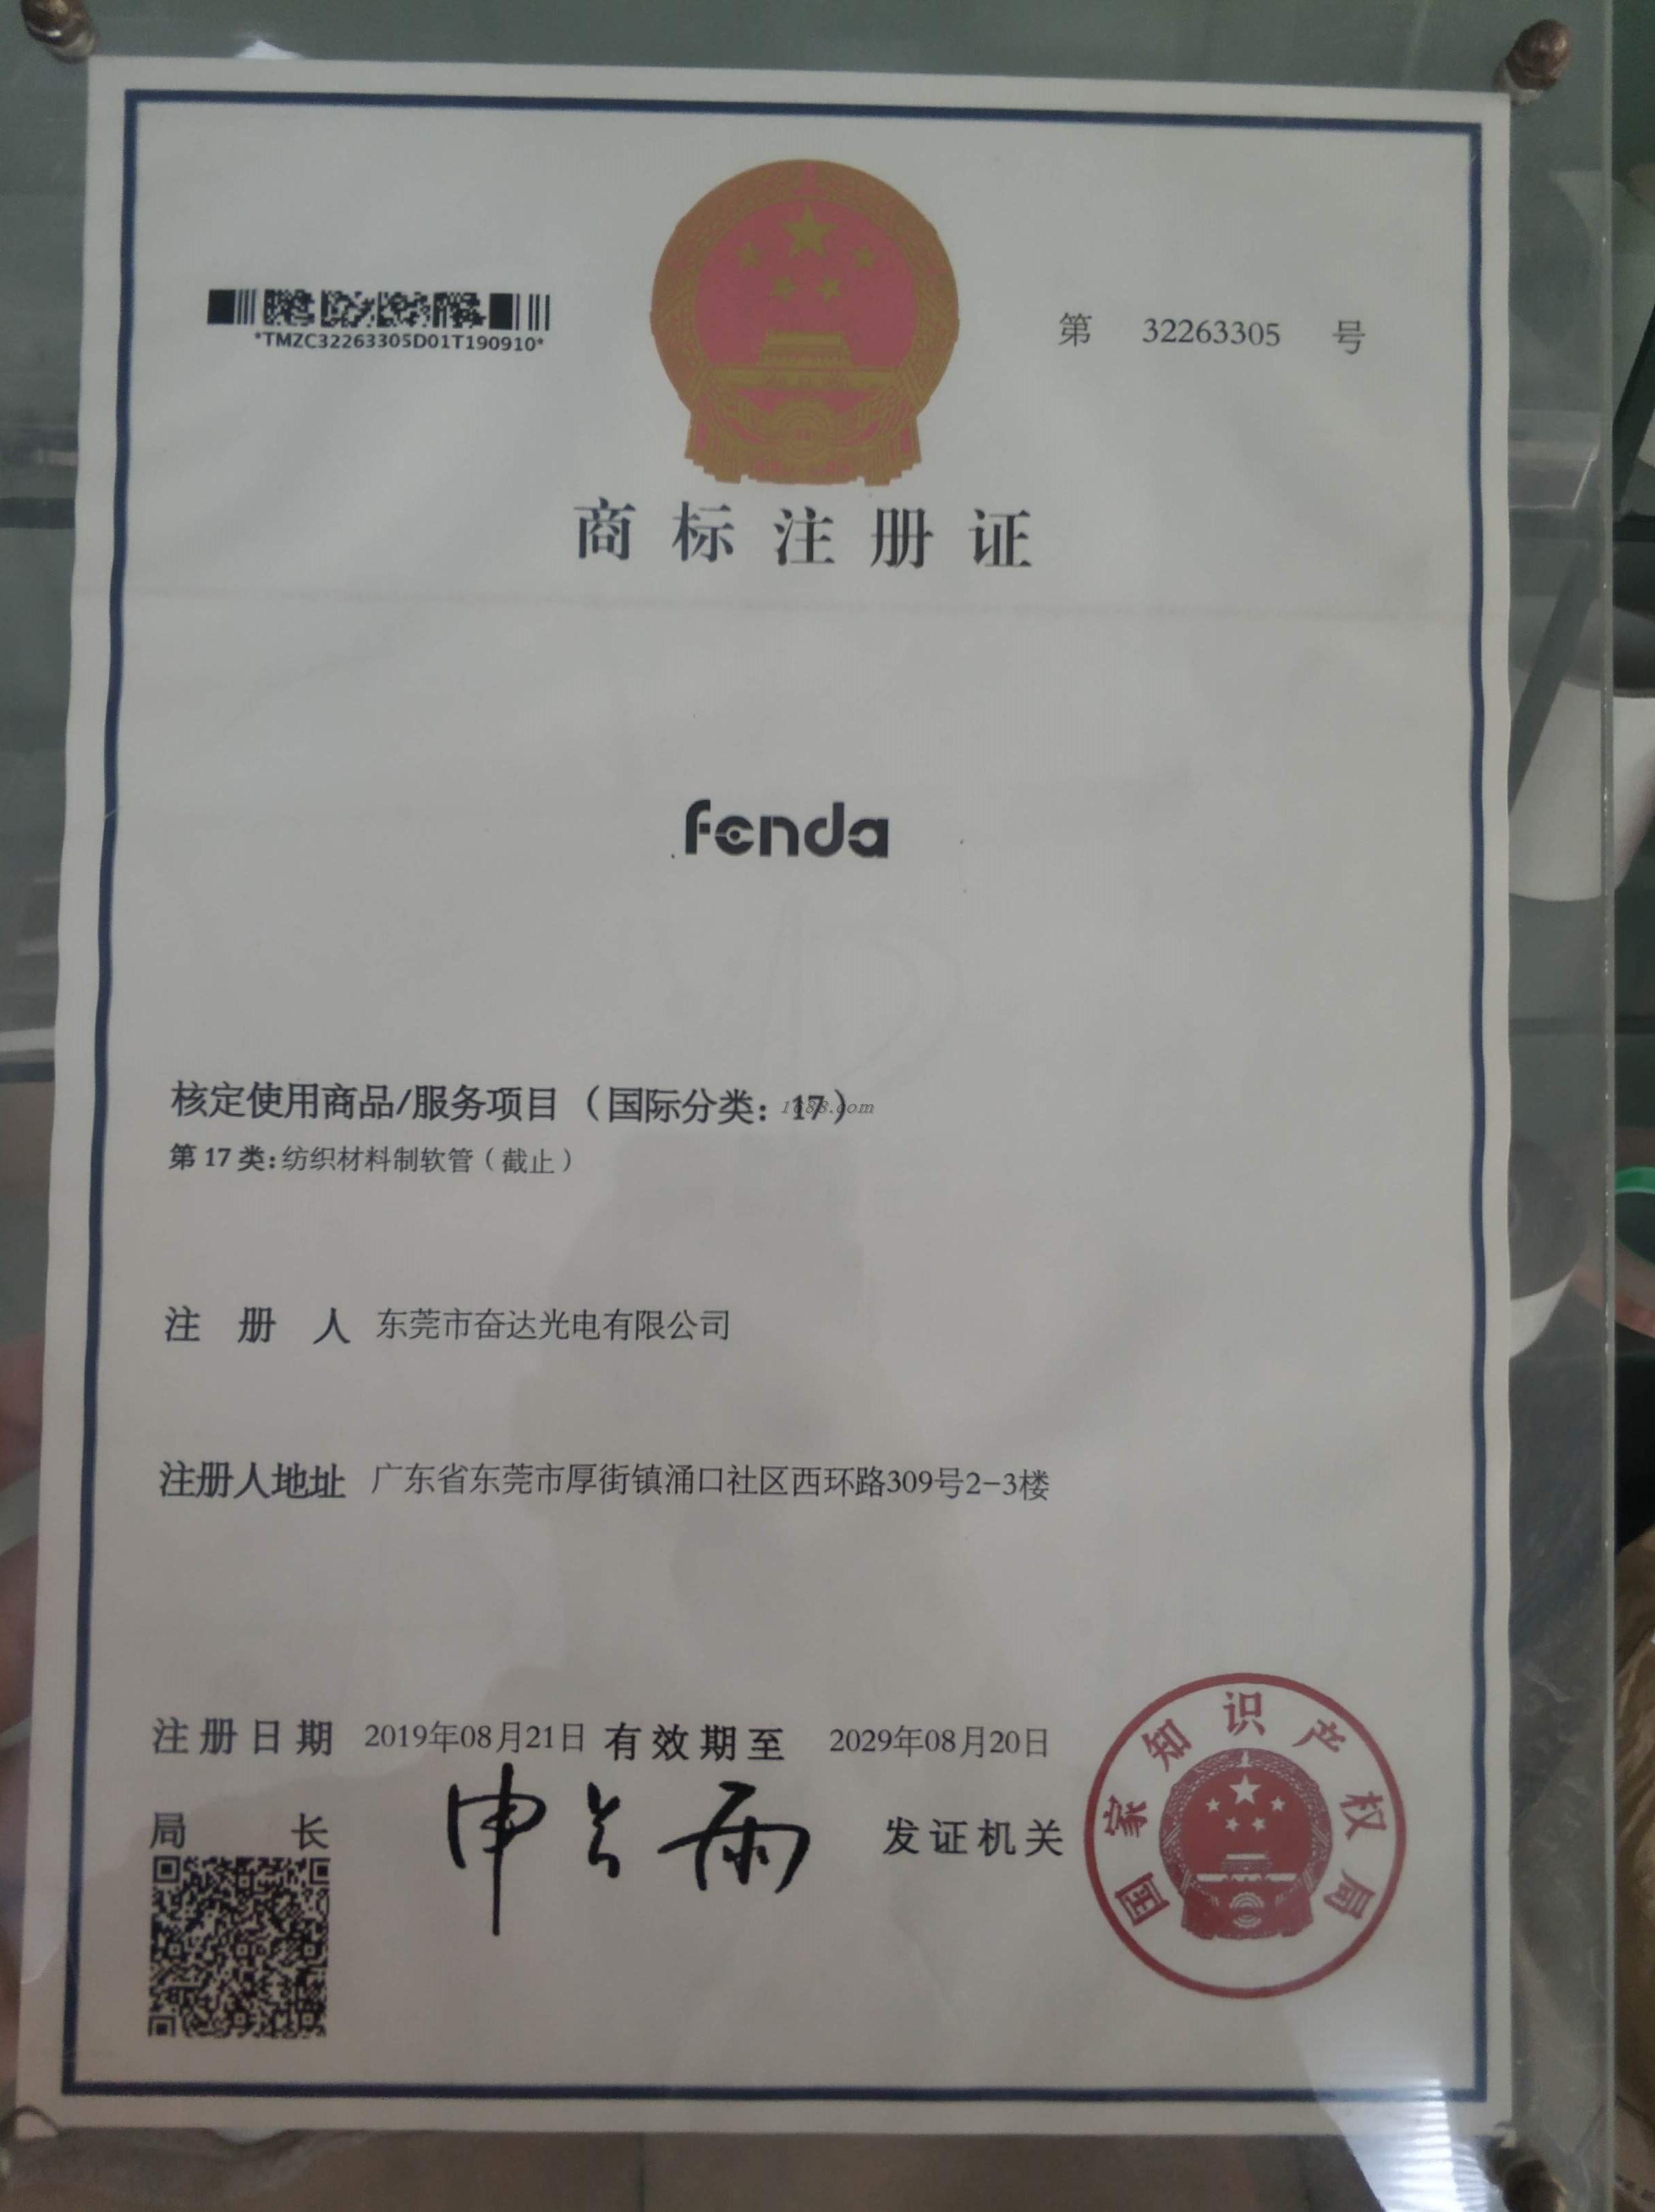 *TMZC32263305D01T190910*
第 32263305 号
商标注册证
fenda
核定使用商品/服务项目（国际分类：17）
1688.com
第17类:纺织材料制软管（截止）
注册人 东莞市奋达光电有限公司
注册人地址 广东省东莞市厚街镇涌口社区西环路309号2-3楼
注册日期 2019年08月21日 有效期至 2029年08月20日
局长 申长雨 发证机关
国家知识产权局